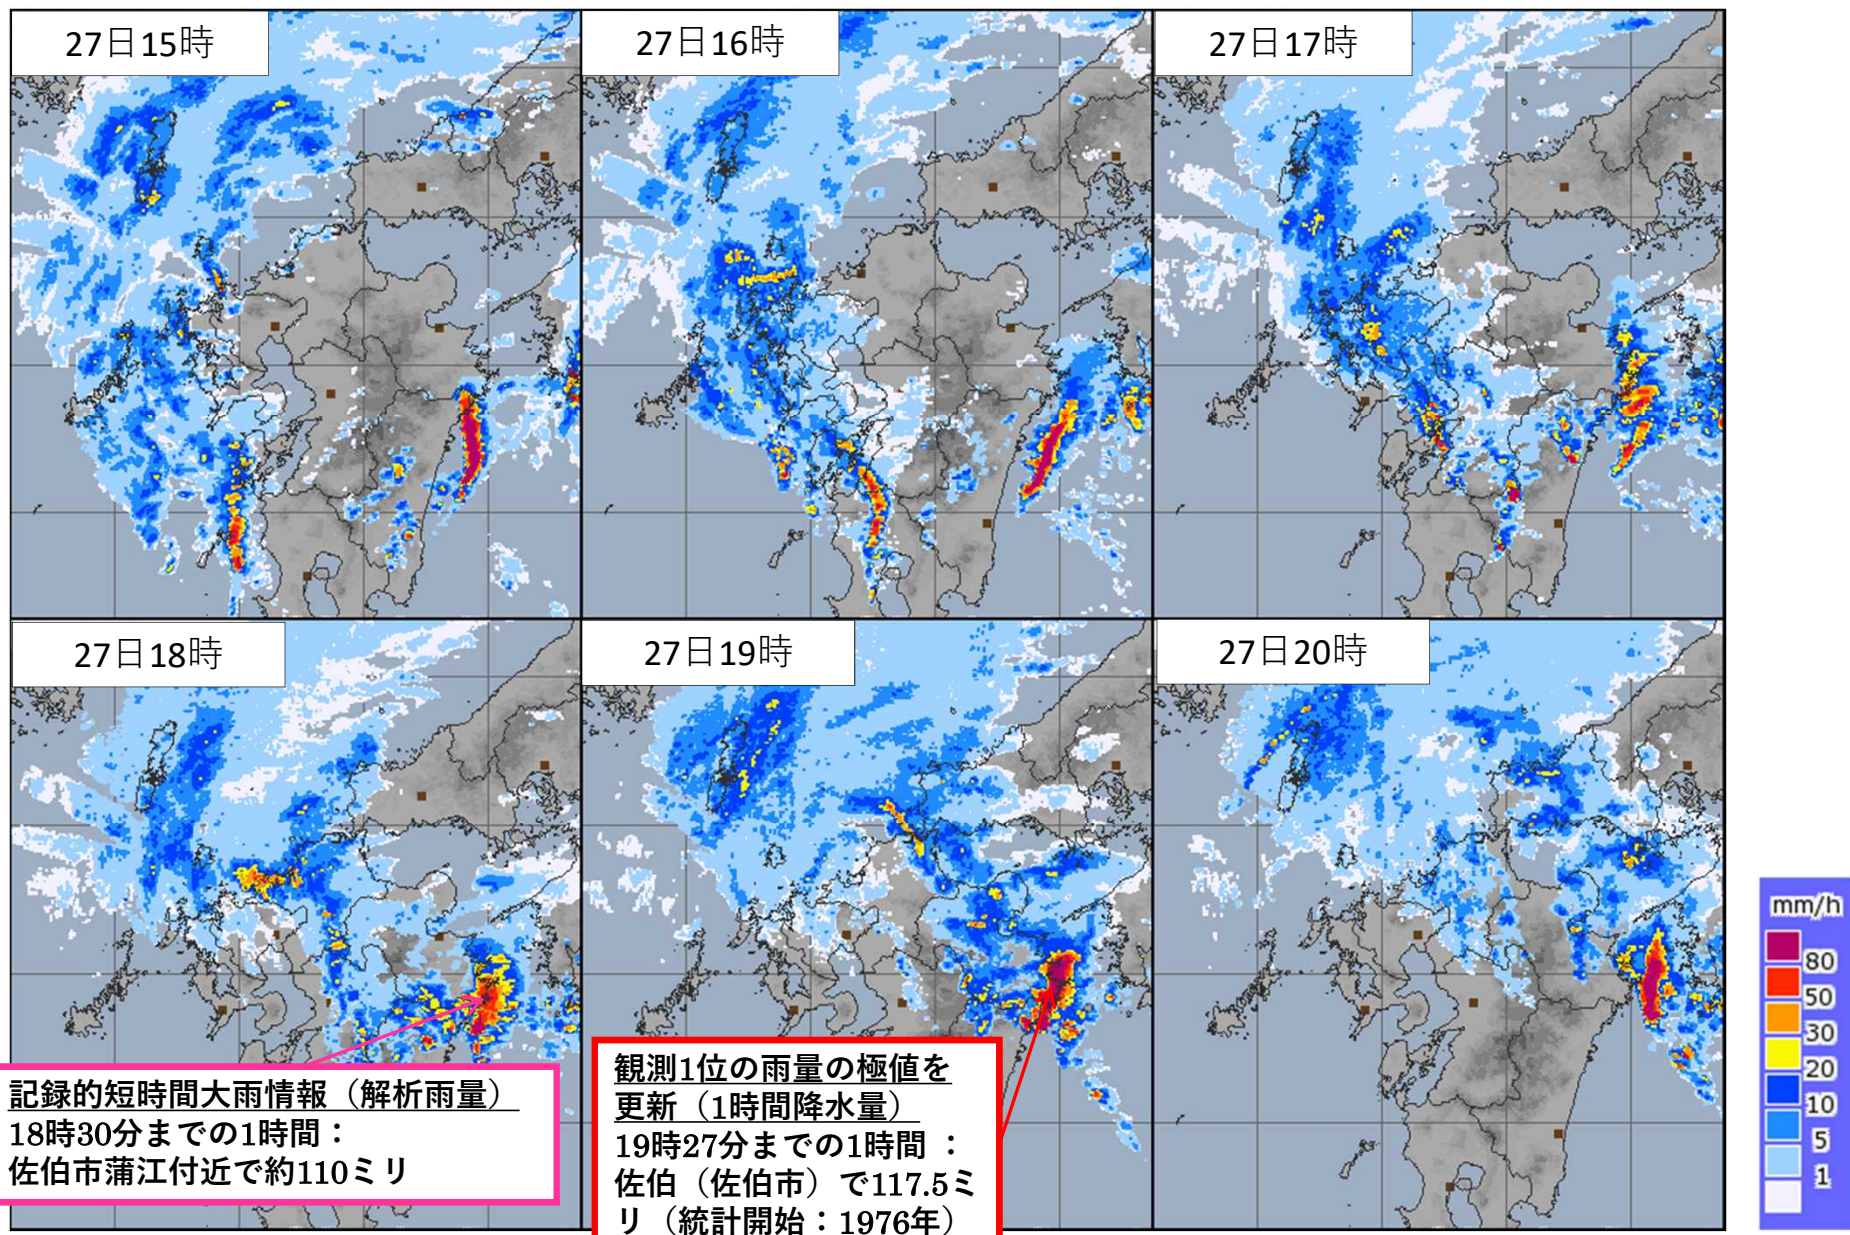 27日15時
27日16時
27日17時
27日18時
27日19時
27日20時
記録的短時間大雨情報（解析雨量）
18時30分までの1時間：
佐伯市蒲江付近で約110ミリ
観測1位の雨量の極値を
更新（1時間降水量）
19時27分までの1時間 ：
佐伯（佐伯市）で117.5ミ
リ（統計開始：1976年）
mm/h
80
50
30
20
10
5
1